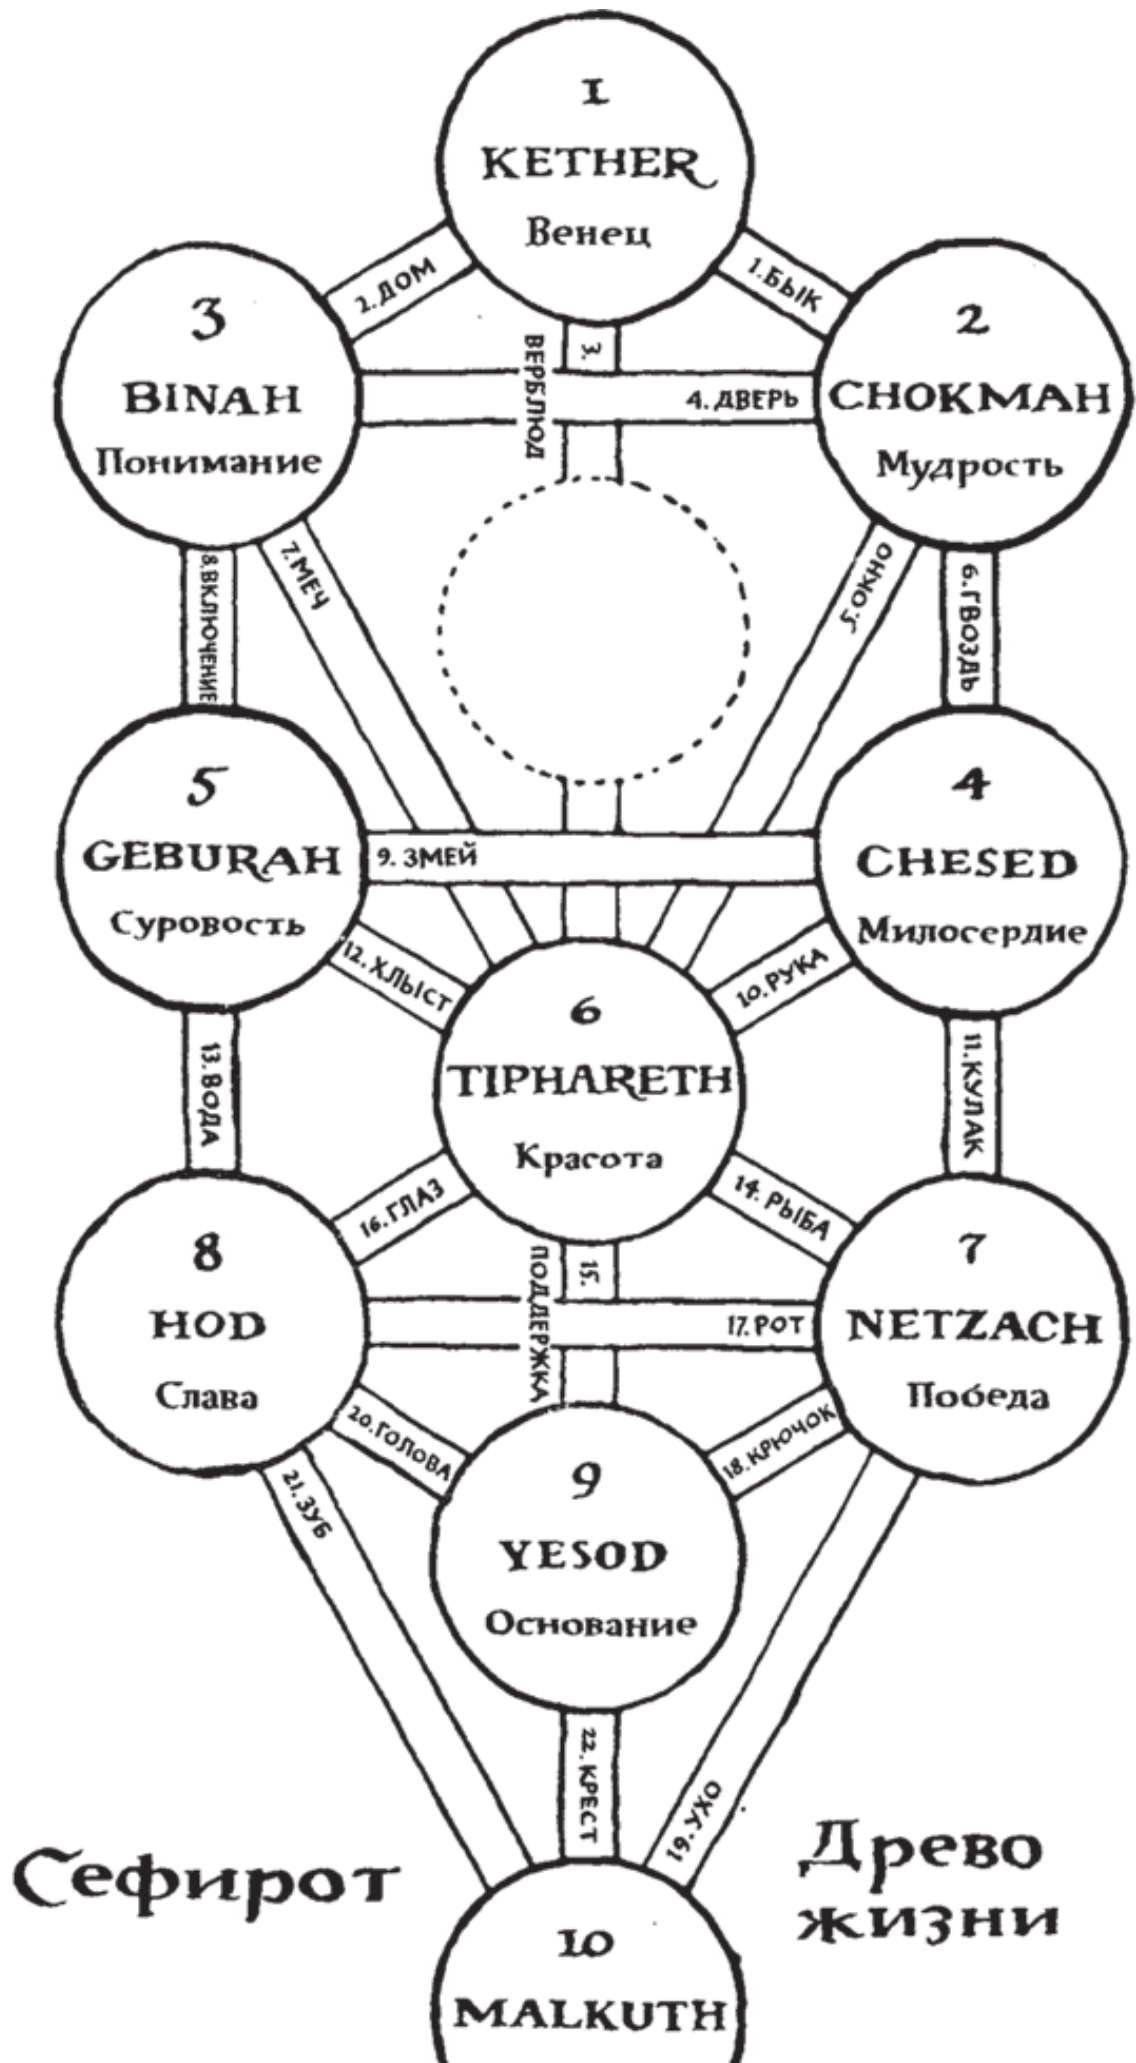 1
KETHER
Венец
2. ДОМ
1. БЫК
3
BINAH
Понимание
3.
ВЕРБЛЮД
2
CHOKMAH
Мудрость
4. ДВЕРЬ
8. ВКЛЮЧЕНИЕ
7. МЕЧ
5. ОКНО
6. ГВОЗДЬ
5
GEBURAH
Суровость
9. ЗМЕЙ
4
CHESED
Милосердие
12. ХЛЫСТ
10. РУКА
6
TIPHARETH
Красота
13. ВОДА
11. КУЛАК
16. ГЛАЗ
14. РЫБА
8
HOD
Слава
15.
ПОДДЕРЖКА
17. РОТ
7
NETZACH
Победа
20. ГОЛОВА
18. КРЮЧОК
21. ЗУБ
9
YESOD
Основание
22. КРЕСТ
19. УХО
Сефирот
Древо
жизни
10
MALKUTH